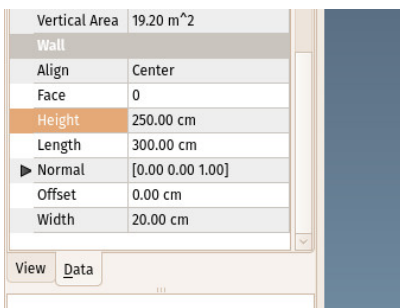 Vertical Area 19.20 m^2
Wall
Align Center
Face 0
Height 250.00 cm
Length 300.00 cm
Normal [0.00 0.00 1.00]
Offset 0.00 cm
Width 20.00 cm
View Data